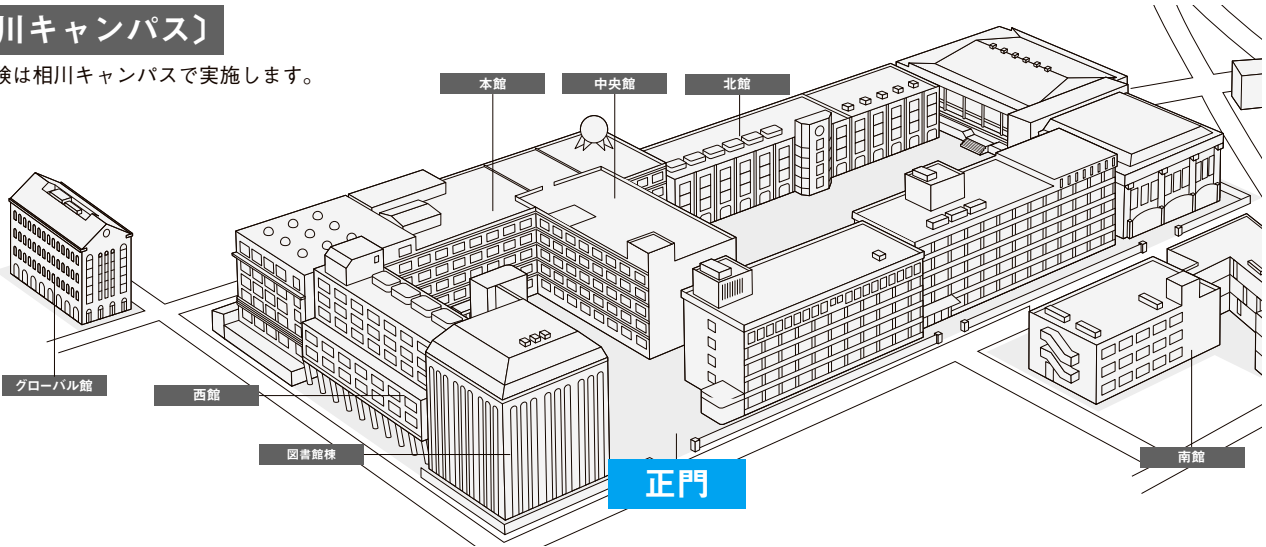 川キャンパス〕
険は相川キャンパスで実施します。
本館
中央館
北館
グローバル館
西館
図書館棟
正門
南館